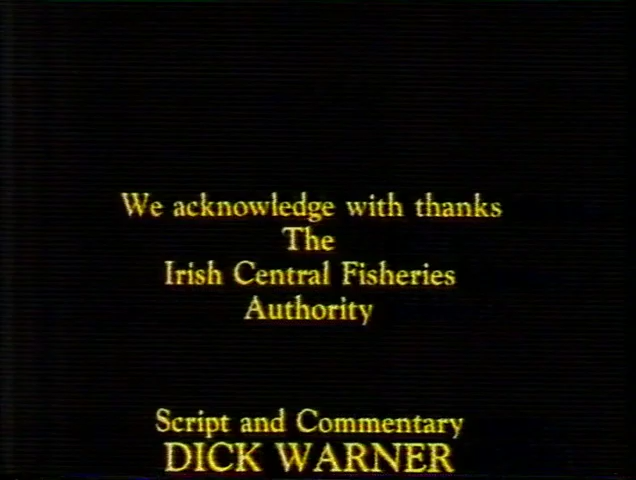 We acknowledge with thanks
The
Irish Central Fisheries
Authority
Script and Commentary
DICK WARNER